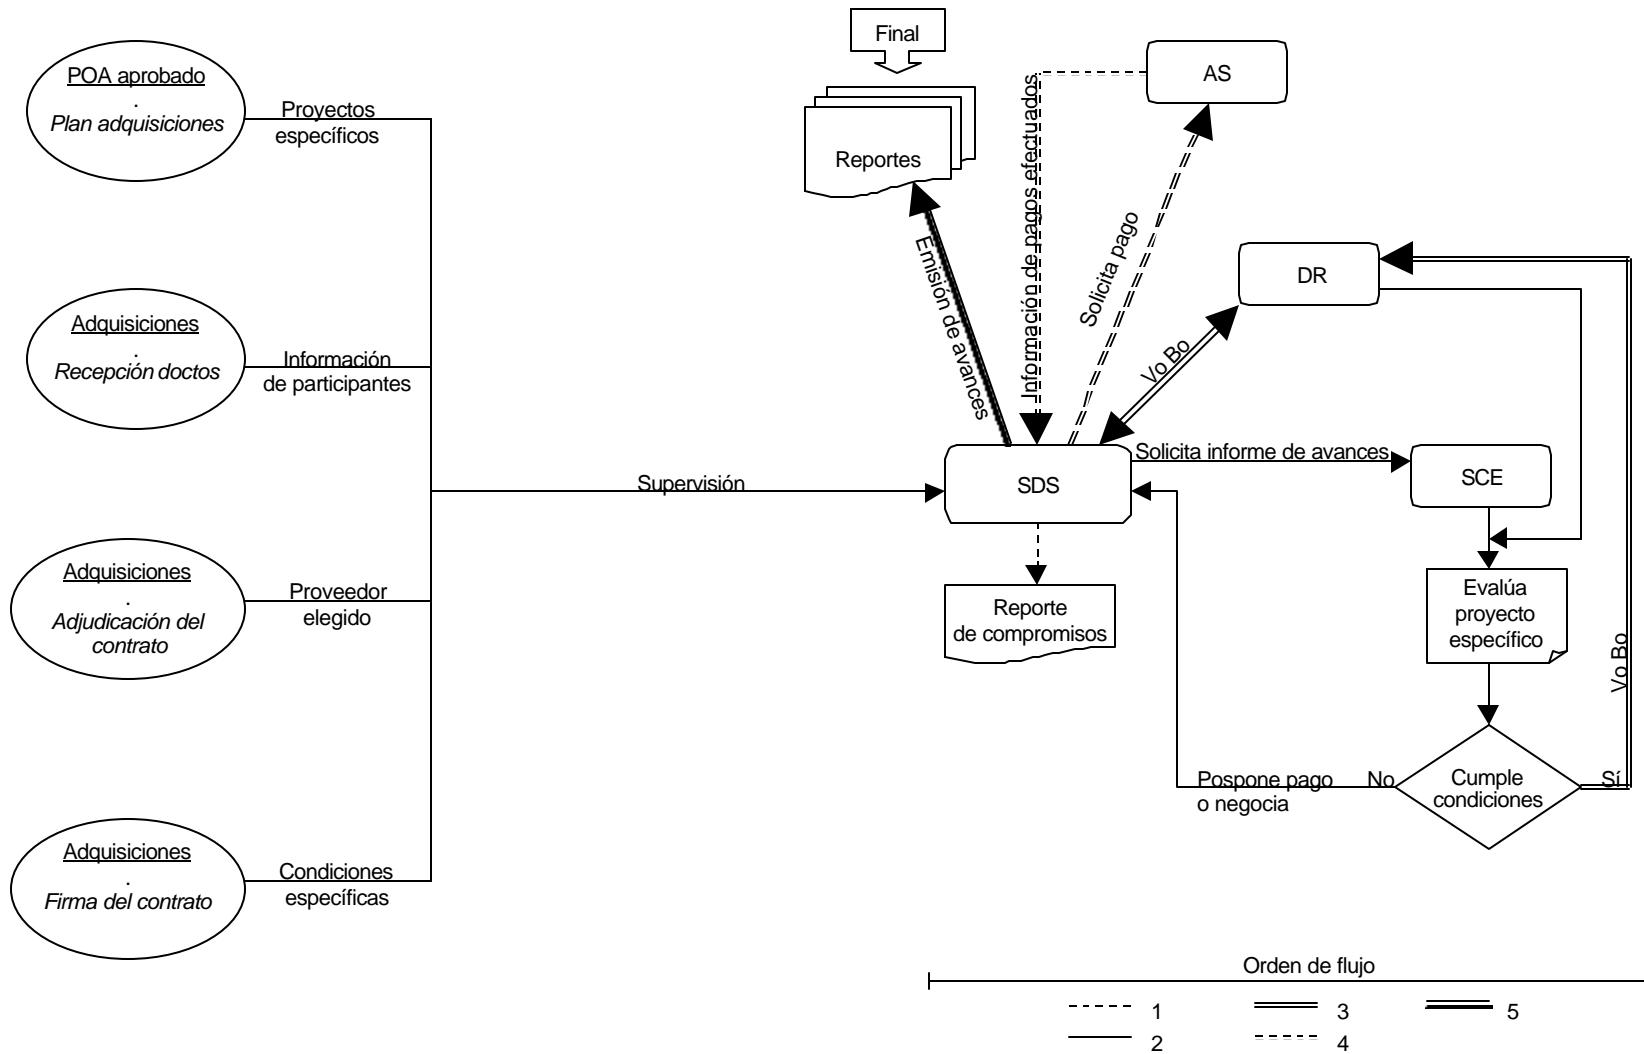 POA aprobado
.
Plan adquisiciones
Proyectos
específicos
Adquisiciones
.
Recepción doctos
Información
de participantes
Adquisiciones
.
Adjudicación del
contrato
Proveedor
elegido
Adquisiciones
.
Firma del contrato
Condiciones
específicas
Supervisión
Final
Reportes
Emisión de avances
Información de pagos efectuados
Solicita pago
AS
DR
Vo Bo
SDS
Solicita informe de avances
SCE
Reporte
de compromisos
Evalúa
proyecto
específico
Vo Bo
Cumple
condiciones
Sí
No
Pospone pago
o negocia
Orden de flujo
1
3
5
2
4